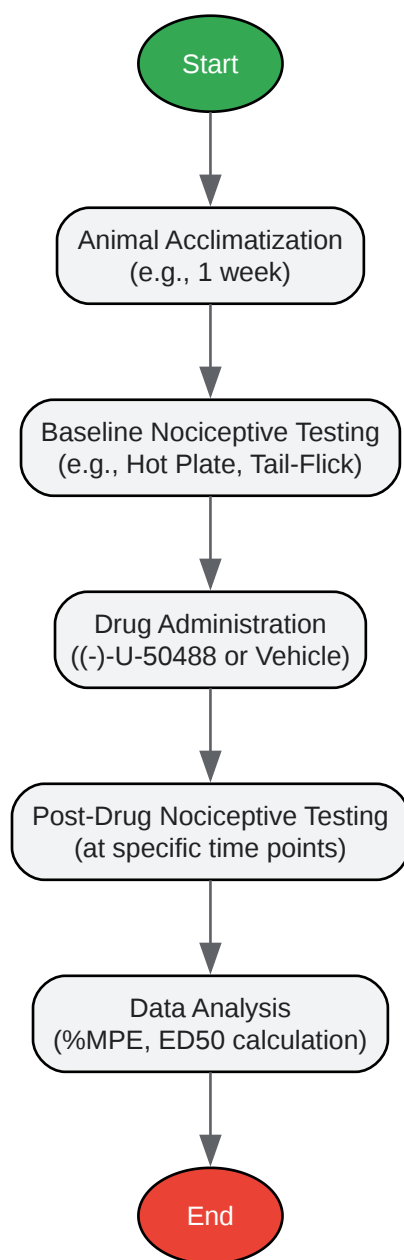 Start
Animal Acclimatization
(e.g., 1 week)
Baseline Nociceptive Testing
(e.g., Hot Plate, Tail-Flick)
Drug Administration
((-)-U-50488 or Vehicle)
Post-Drug Nociceptive Testing
(at specific time points)
Data Analysis
(%MPE, ED50 calculation)
End